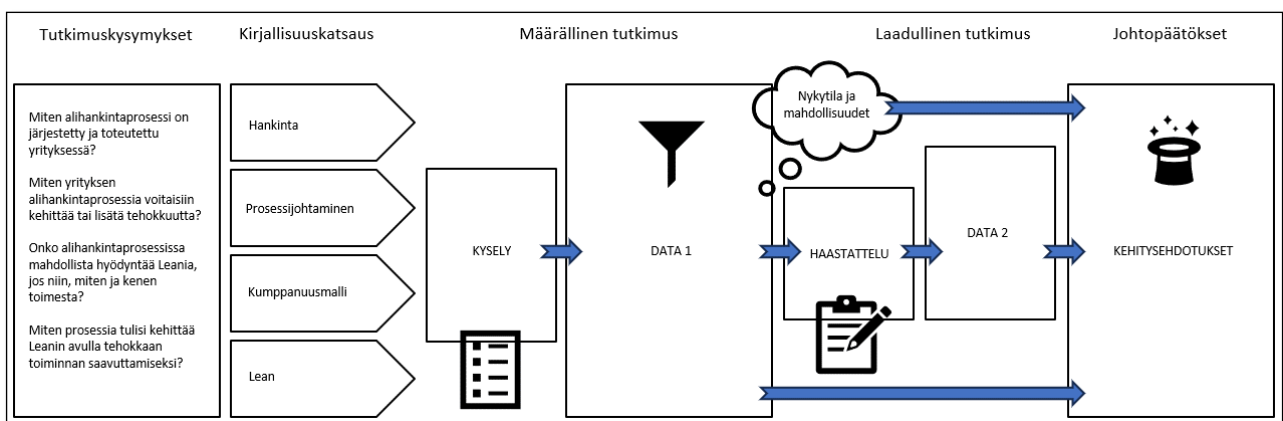 Tutkimuskysymykset
Kirjallisuuskatsaus
Määrällinen tutkimus
Laadullinen tutkimus
Johtopäätökset
Miten alihankintaprosessi on
järjestetty ja toteutettu
yrityksessä?
Miten yrityksen
alihankintaprosessia voitaisiin
kehittää tai lisätä tehokkuutta?
Onko alihankintaprosessissa
mahdollista hyödyntää Leania,
jos niin, miten ja kenen
toimesta?
Miten prosessia tulisi kehittää
Leanin avulla tehokkaan
toiminnan saavuttamiseksi?
Hankinta
Prosessijohtaminen
Kumppanuusmalli
Lean
KYSELY
DATA 1
Nykytila ja
mahdollisuudet
HAASTATTELU
DATA 2
KEHITYSEHDOTUKSET